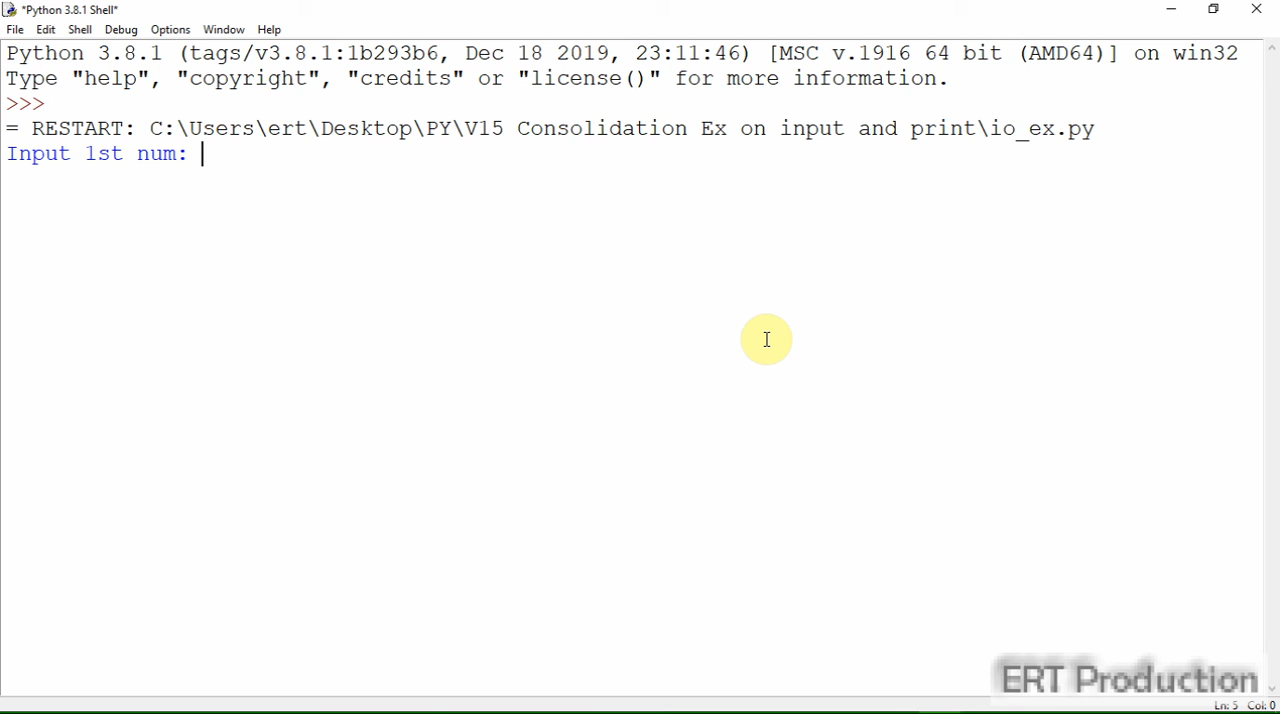 *Python 3.8.1 Shell*
File Edit Shell Debug Options Window Help
Python 3.8.1 (tags/v3.8.1:1b293b6, Dec 18 2019, 23:11:46) [MSC v.1916 64 bit (AMD64)] on win32
Type "help", "copyright", "credits" or "license()" for more information.
>>>
= RESTART: C:\Users\ert\Desktop\PY\V15 Consolidation Ex on input and print\io_ex.py
Input 1st num:
ERT Production
Ln: 5 Col: 0